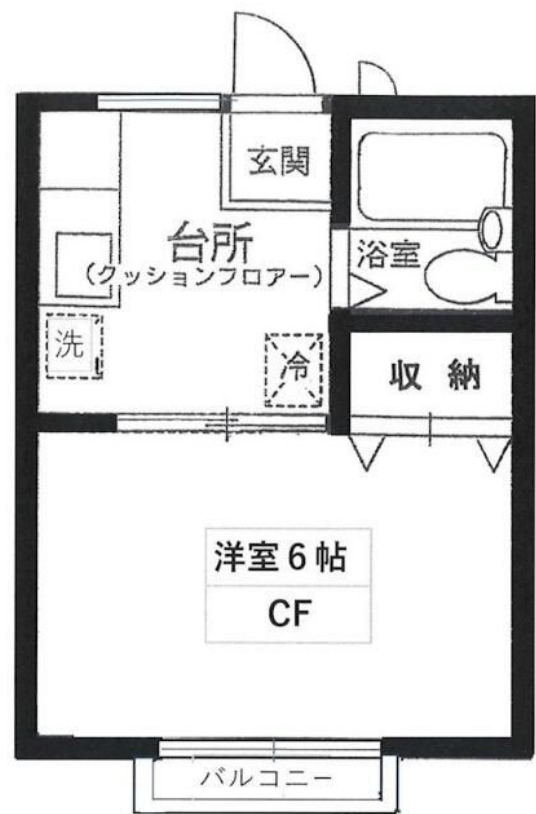 玄関
台所
(クッションフロアー)
浴室
洗
冷
収納
洋室6帖
CF
バルコニー